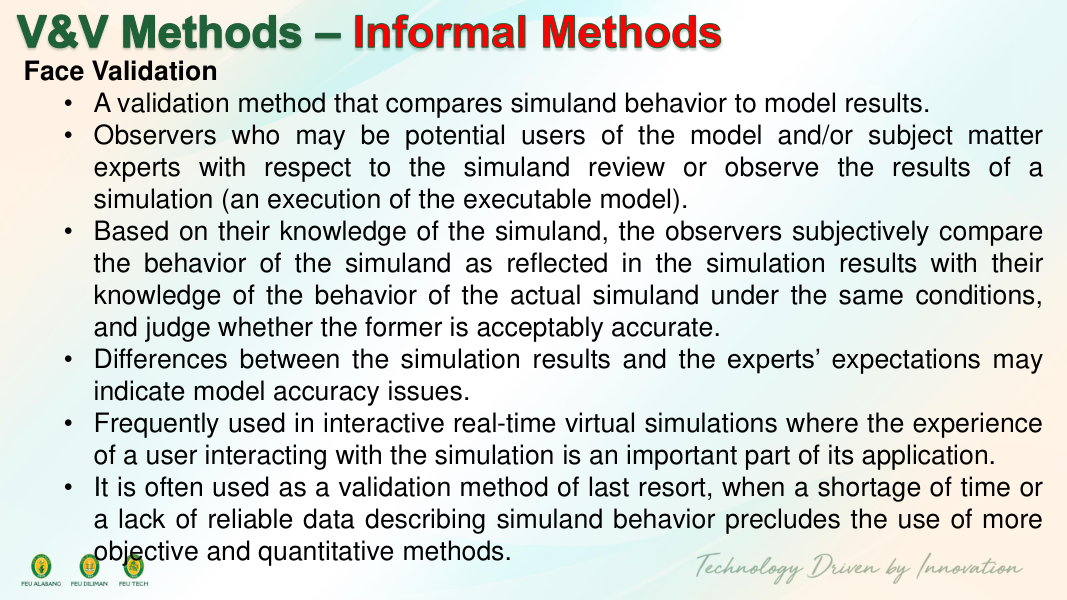 V&V Methods – Informal Methods
Face Validation
• A validation method that compares simuland behavior to model results.
• Observers who may be potential users of the model and/or subject matter
experts with respect to the simuland review or observe the results of a
simulation (an execution of the executable model).
• Based on their knowledge of the simuland, the observers subjectively compare
the behavior of the simuland as reflected in the simulation results with their
knowledge of the behavior of the actual simuland under the same conditions,
and judge whether the former is acceptably accurate.
• Differences between the simulation results and the experts’ expectations may
indicate model accuracy issues.
• Frequently used in interactive real-time virtual simulations where the experience
of a user interacting with the simulation is an important part of its application.
• It is often used as a validation method of last resort, when a shortage of time or
a lack of reliable data describing simuland behavior precludes the use of more
objective and quantitative methods.
FEU ALABANG FEU DILIMAN FEU TECH
Technology Driven by Innovation